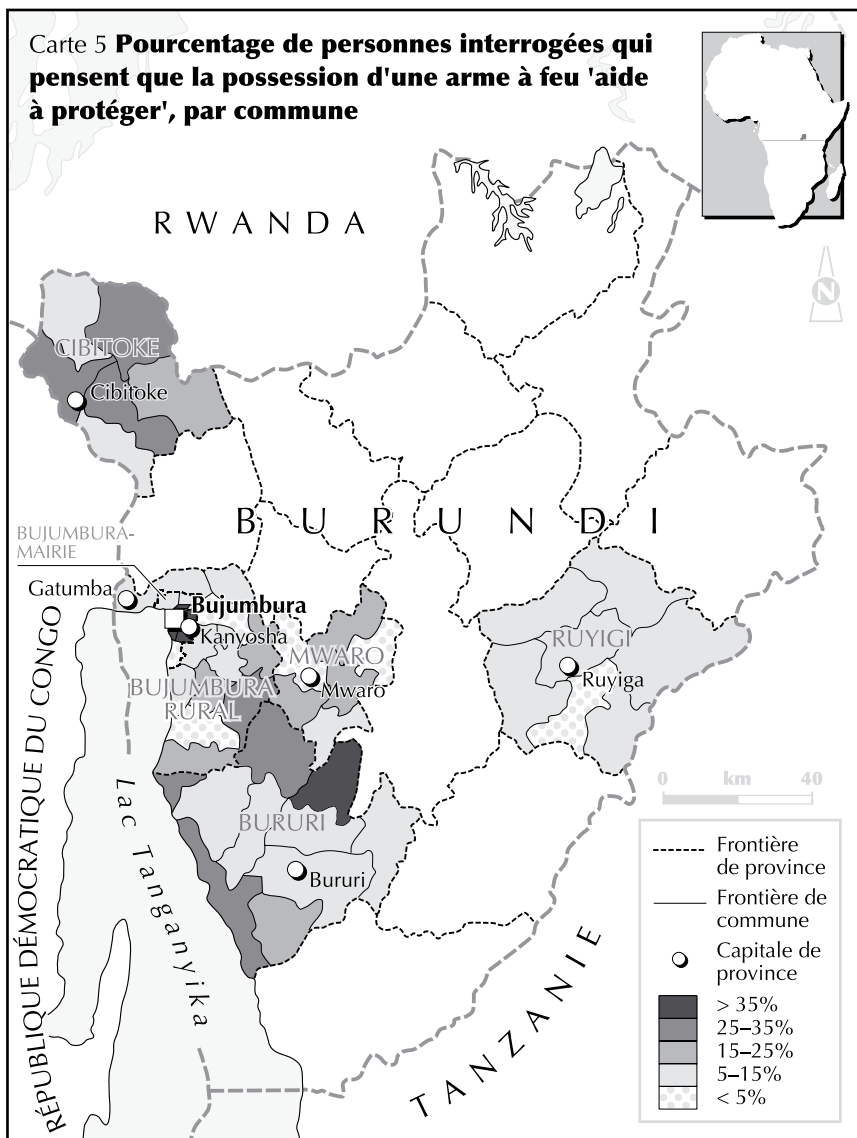 Carte 5 Pourcentage de personnes interrogées qui
pensent que la possession d'une arme à feu 'aide
à protéger', par commune
RWANDA
N
CIBITOKE
Cibitoke
BURUNDI
BUJUMBURA-
MAIRIE
Gatumba
Bujumbura
Kanyosha
MWARO
Mwaro
RUYIGI
Ruyiga
BUJUMBURA
RURAL
RÉPUBLIQUE DÉMOCRATIQUE DU CONGO
Lac Tanganyika
BURURI
Bururi
TANZANIE
0 km 40
Frontière
de province
Frontière de
commune
Capitale de
province
> 35%
25–35%
15–25%
5–15%
< 5%